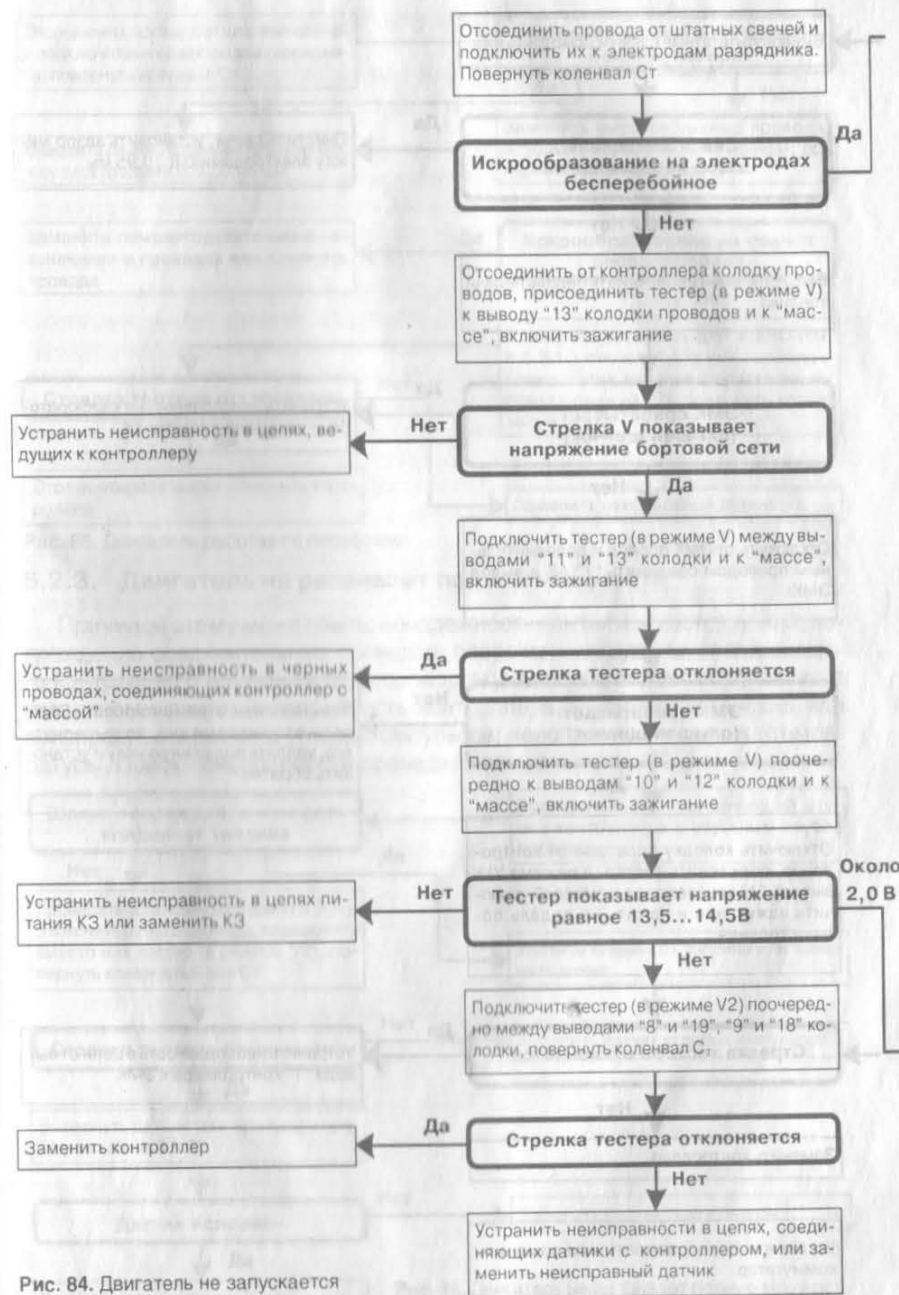 Отсоединить провода от штатных свечей и
подключить их к электродам разрядника.
Повернуть коленвал Ст
Да
Искрообразование на электродах
бесперебойное
Нет
Отсоединить от контроллера колодку про-
водов, присоединить тестер (в режиме V)
к выводу "13" колодки проводов и к "мас-
се", включить зажигание
Нет
Стрелка V показывает
напряжение бортовой сети
Устранить неисправность в цепях, ве-
дущих к контроллеру
Да
Подключить тестер (в режиме V) между вы-
водами "11" и "13" колодки и к "массе",
включить зажигание
5.2.3. Двигатель не развивает
Да
Стрелка тестера отклоняется
Устранить неисправность в черных
проводах, соединяющих контроллер с
"массой"
Нет
Подключить тестер (в режиме V) пооче-
редно к выводам "10" и "12" колодки и к
"массе", включить зажигание
Около
2,0 В
Нет
Тестер показывает напряжение
равное 13,5...14,5В
Устранить неисправность в цепях пи-
тания КЗ или заменить КЗ
Нет
Подключить тестер (в режиме V2) поочеред-
но между выводами "8" и "19", "9" и "18" ко-
лодки, повернуть коленвал С
Да
Стрелка тестера отклоняется
Заменить контроллер
Нет
Устранить неисправности в цепях, соеди-
няющих датчики с контроллером, или за-
менить неисправный датчик
Рис. 84. Двигатель не запускается